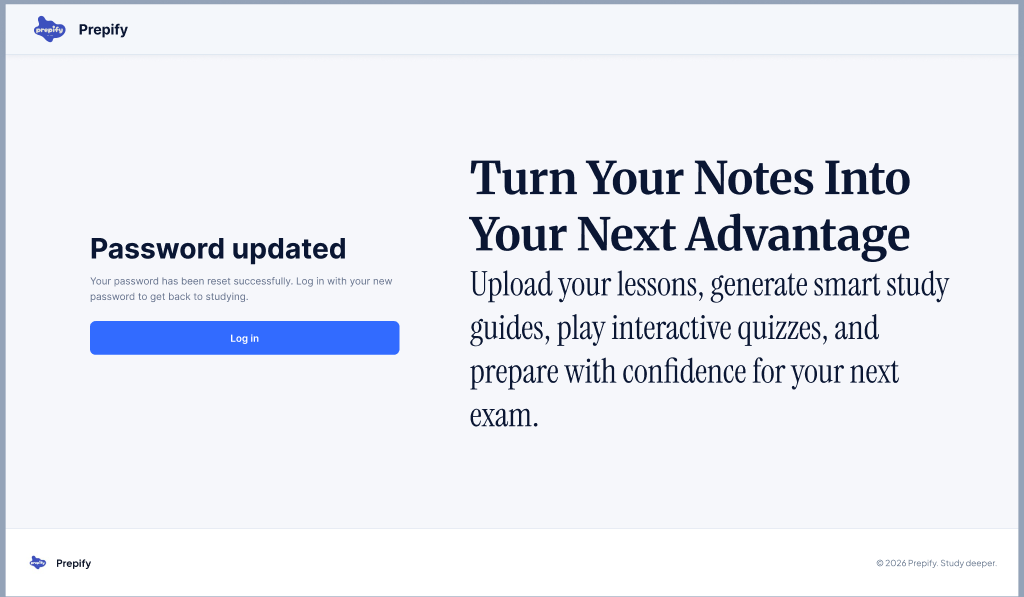 prepify Prepify
Turn Your Notes Into
Your Next Advantage
Upload your lessons, generate smart study
guides, play interactive quizzes, and
prepare with confidence for your next
exam.
Password updated
Your password has been reset successfully. Log in with your new
password to get back to studying.
Log in
prepify Prepify
© 2026 Prepify. Study deeper.